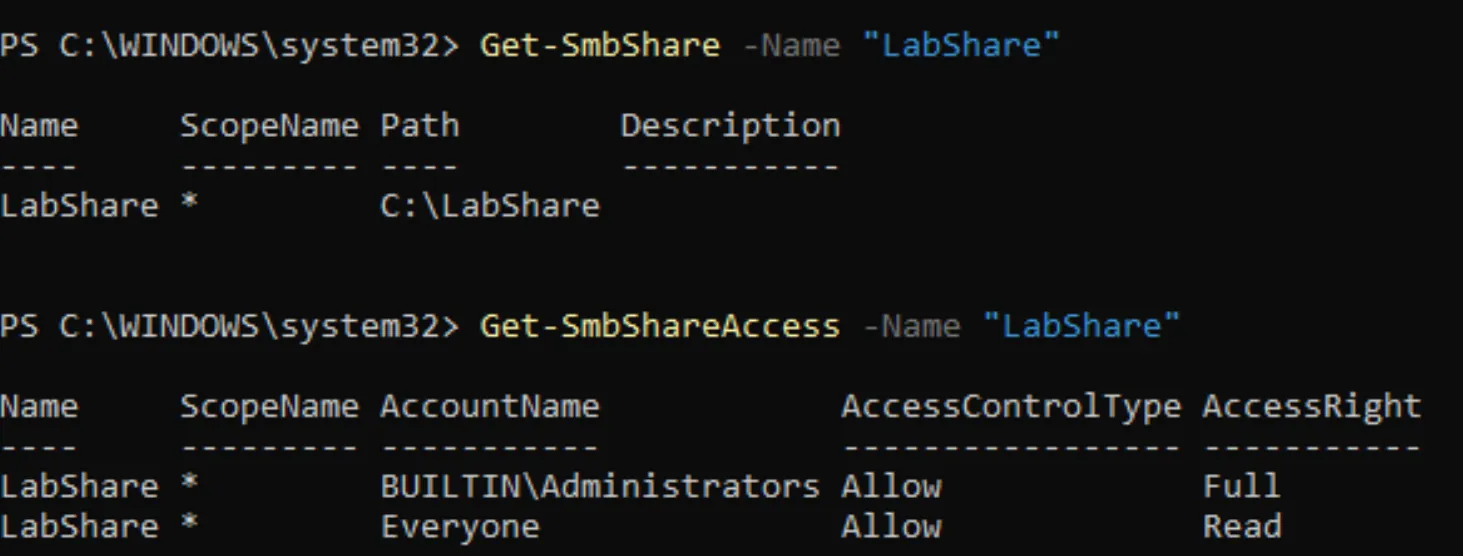 PS C:\WINDOWS\system32> Get-SmbShare -Name "LabShare"
Name     ScopeName Path        Description
----     --------- ----        -----------
LabShare *         C:\LabShare
PS C:\WINDOWS\system32> Get-SmbShareAccess -Name "LabShare"
Name     ScopeName AccountName            AccessControlType AccessRight
----     --------- -----------            ----------------- -----------
LabShare *         BUILTIN\Administrators Allow             Full
LabShare *         Everyone               Allow             Read